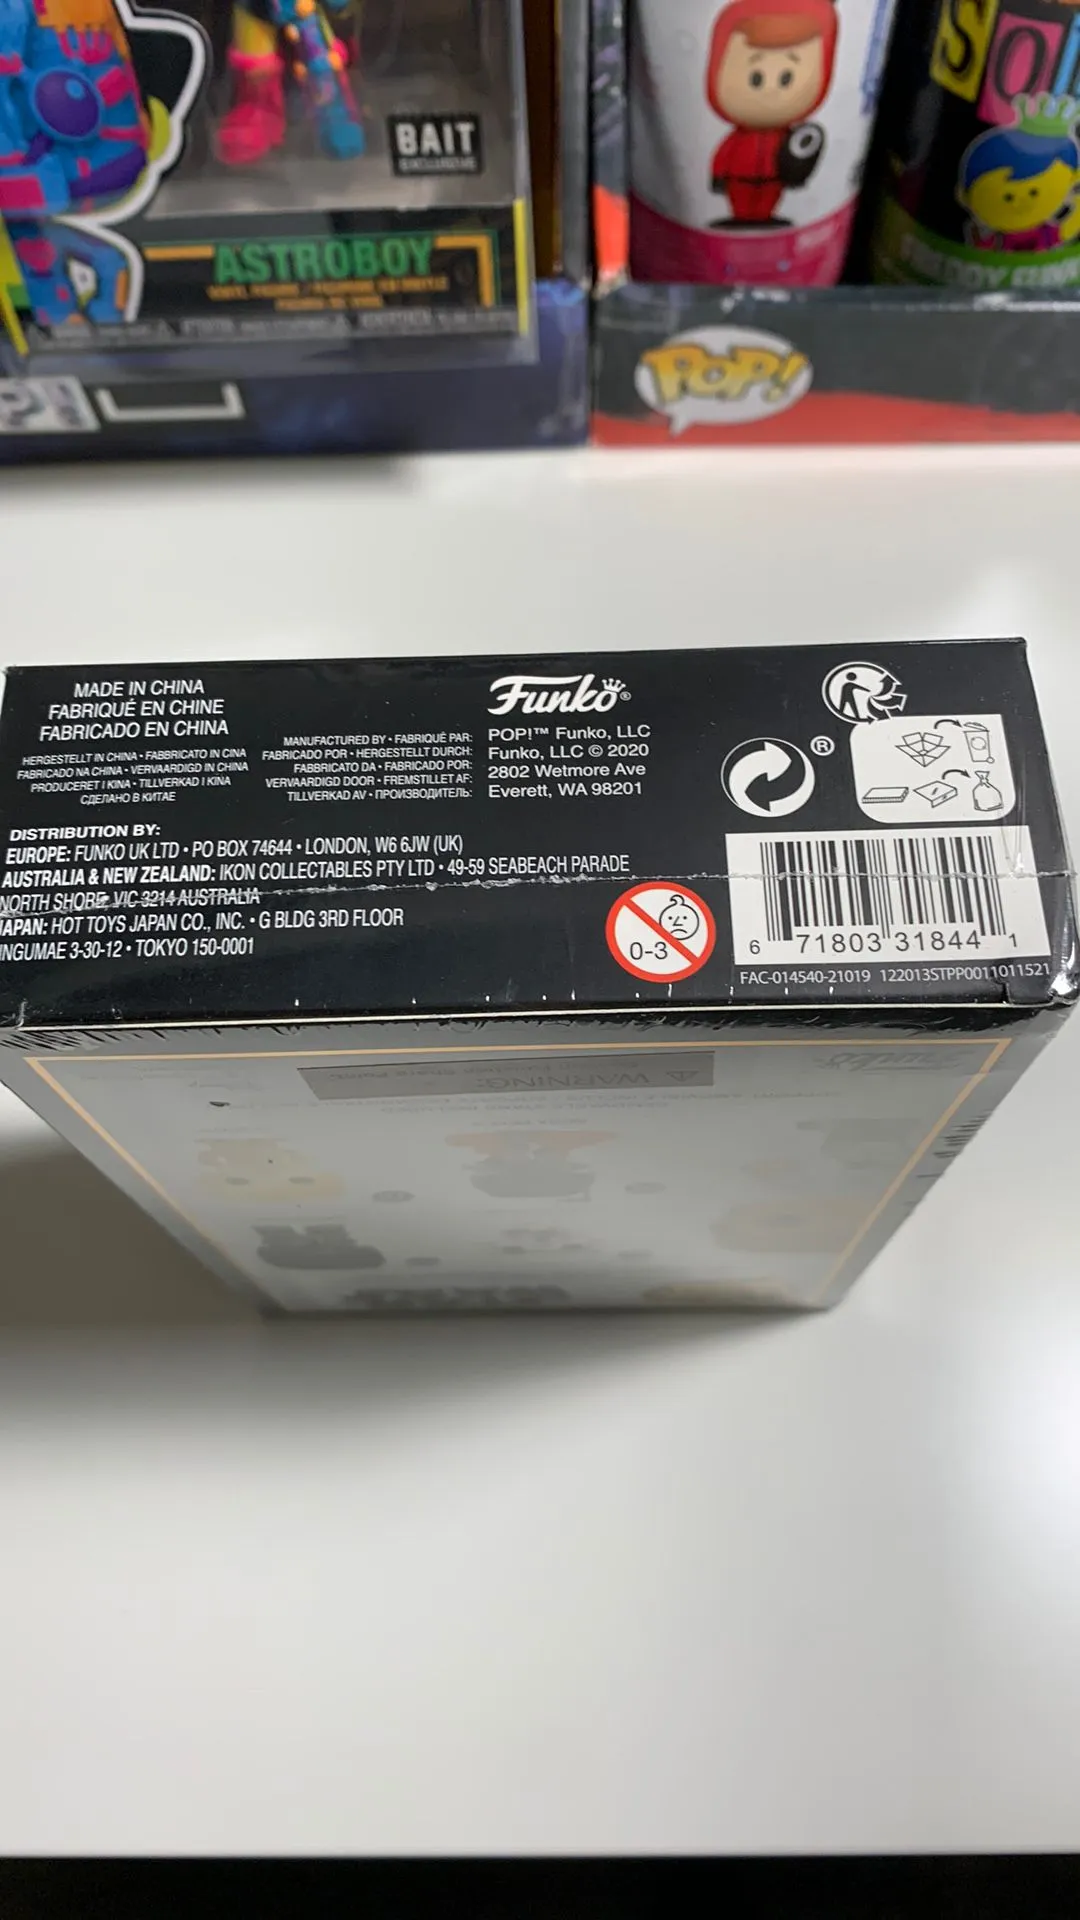 BAIT
EXCLUSIVE
ASTROBOY
SQ
POP!
MADE IN CHINA
FABRIQUÉ EN CHINE
FABRICADO EN CHINA
HERGESTELLT IN CHINA • FABBRICATO IN CINA
FABRICADO NA CHINA • VERVAARDIGD IN CHINA
PRODUCERET I KINA • TILLVERKAD I KINA
СДЕЛАНО В КИТАЕ
MANUFACTURED BY • FABRIQUÉ PAR:
FABRICADO POR • HERGESTELLT DURCH:
FABBRICATO DA • FABRICADO POR:
VERVAARDIGD DOOR • FREMSTILLET AF:
TILLVERKAD AV • ПРОИЗВОДИТЕЛЬ:
Funko®
POP!™ Funko, LLC
Funko, LLC © 2020
2802 Wetmore Ave
Everett, WA 98201
®
DISTRIBUTION BY:
EUROPE: FUNKO UK LTD • PO BOX 74644 • LONDON, W6 6JW (UK)
AUSTRALIA & NEW ZEALAND: IKON COLLECTABLES PTY LTD • 49-59 SEABEACH PARADE
NORTH SHORE, VIC 3214 AUSTRALIA
JAPAN: HOT TOYS JAPAN CO., INC. • G BLDG 3RD FLOOR
INGUMAE 3-30-12 • TOKYO 150-0001
0-3
6 71803 31844 1
FAC-014540-21019 122013STPP0011011521
WARNING: